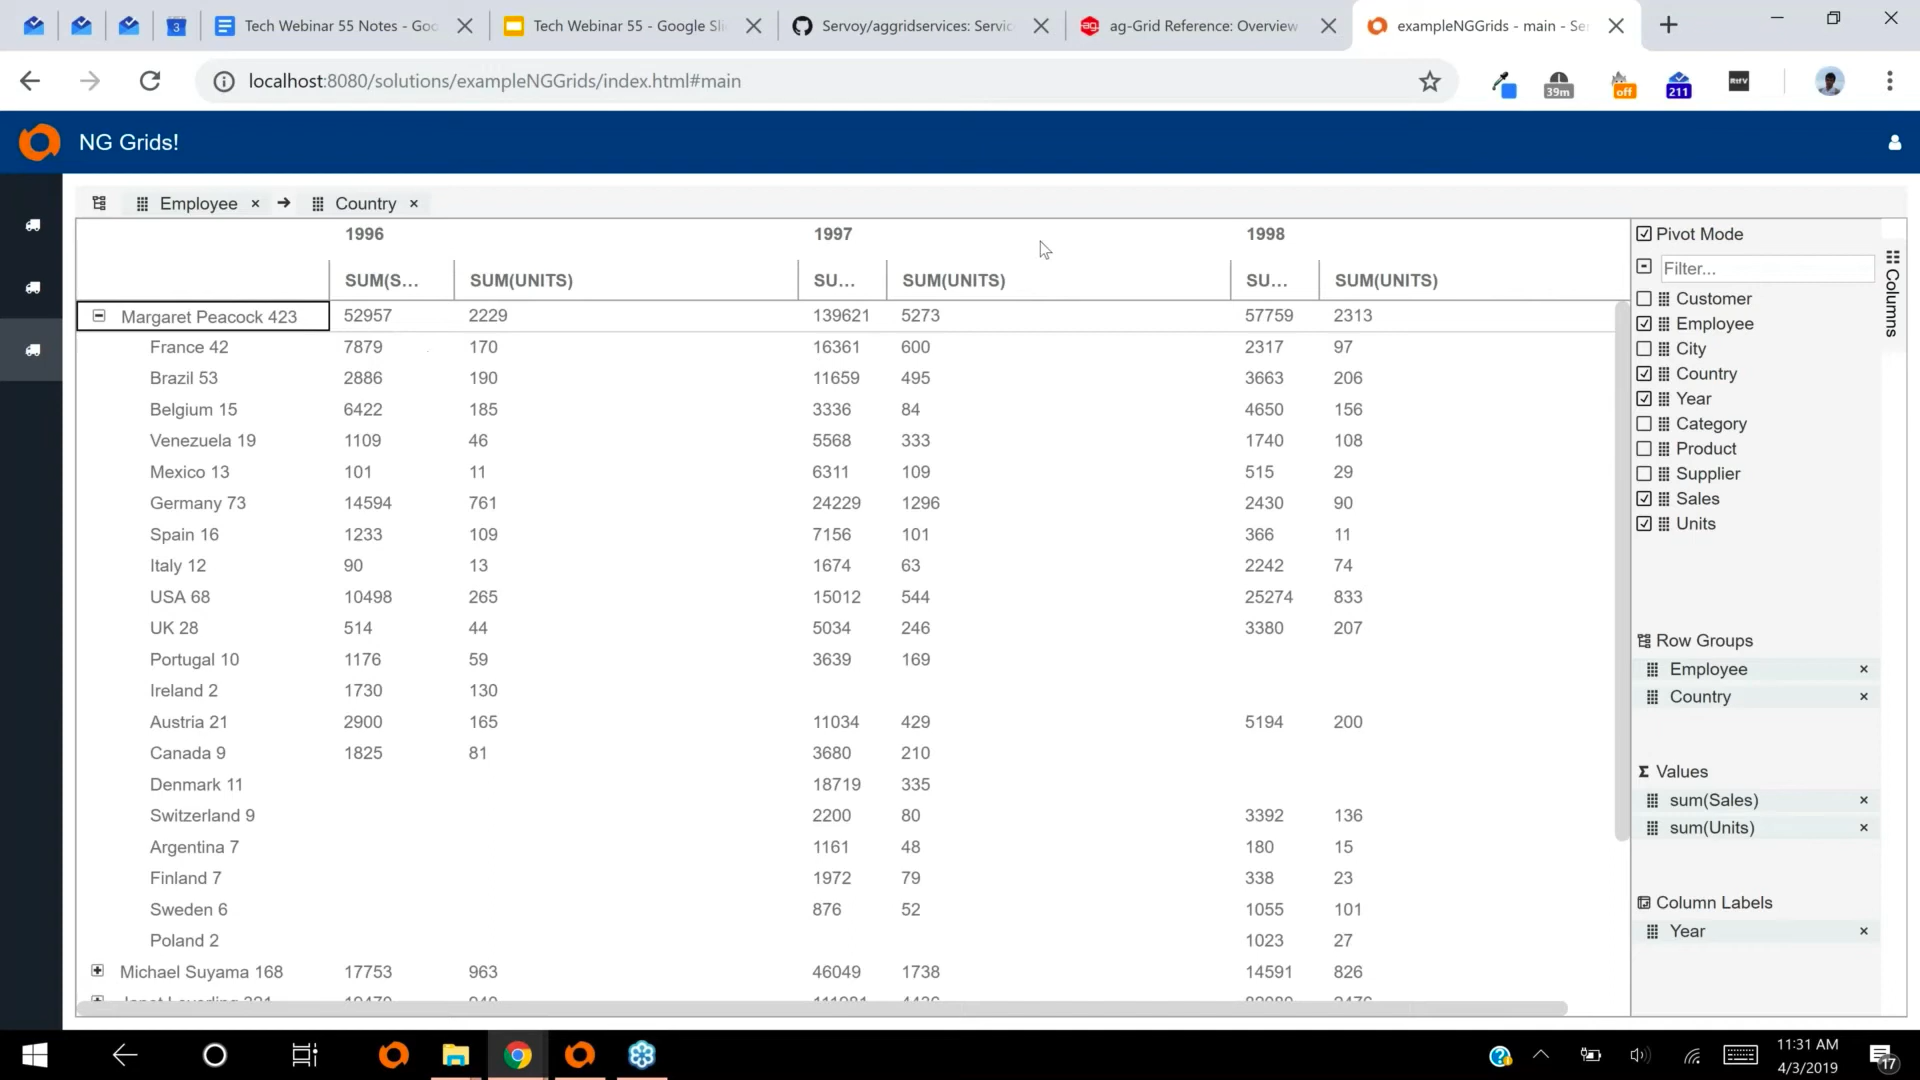 Tech Webinar 55 Notes - Goo
Tech Webinar 55 - Google Sli
Servoy/aggridservices: Servic
ag-Grid Reference: Overview
exampleNGGrids - main - Ser
localhost:8080/solutions/exampleNGGrids/index.html#main
39m
off
211
NG Grids!
Employee × → Country ×
1996 1997 1998
SUM(S... SUM(UNITS) SU... SUM(UNITS) SU... SUM(UNITS)
Margaret Peacock 423 52957 2229 139621 5273 57759 2313
France 42 7879 170 16361 600 2317 97
Brazil 53 2886 190 11659 495 3663 206
Belgium 15 6422 185 3336 84 4650 156
Venezuela 19 1109 46 5568 333 1740 108
Mexico 13 101 11 6311 109 515 29
Germany 73 14594 761 24229 1296 2430 90
Spain 16 1233 109 7156 101 366 11
Italy 12 90 13 1674 63 2242 74
USA 68 10498 265 15012 544 25274 833
UK 28 514 44 5034 246 3380 207
Portugal 10 1176 59 3639 169
Ireland 2 1730 130
Austria 21 2900 165 11034 429 5194 200
Canada 9 1825 81 3680 210
Denmark 11 18719 335
Switzerland 9 2200 80 3392 136
Argentina 7 1161 48 180 15
Finland 7 1972 79 338 23
Sweden 6 876 52 1055 101
Poland 2 1023 27
Michael Suyama 168 17753 963 46049 1738 14591 826
Pivot Mode
Filter...
Customer
Employee
City
Country
Year
Category
Product
Supplier
Sales
Units
Columns
Row Groups
Employee ×
Country ×
Σ Values
sum(Sales) ×
sum(Units) ×
Column Labels
Year ×
11:31 AM
4/3/2019
17